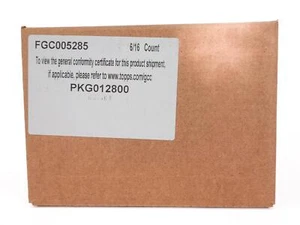 FGC005285 6/16 Count
To view the general conformity certificate for this product shipment,
if applicable, please refer to www.topps.com/gcc
PKG012800